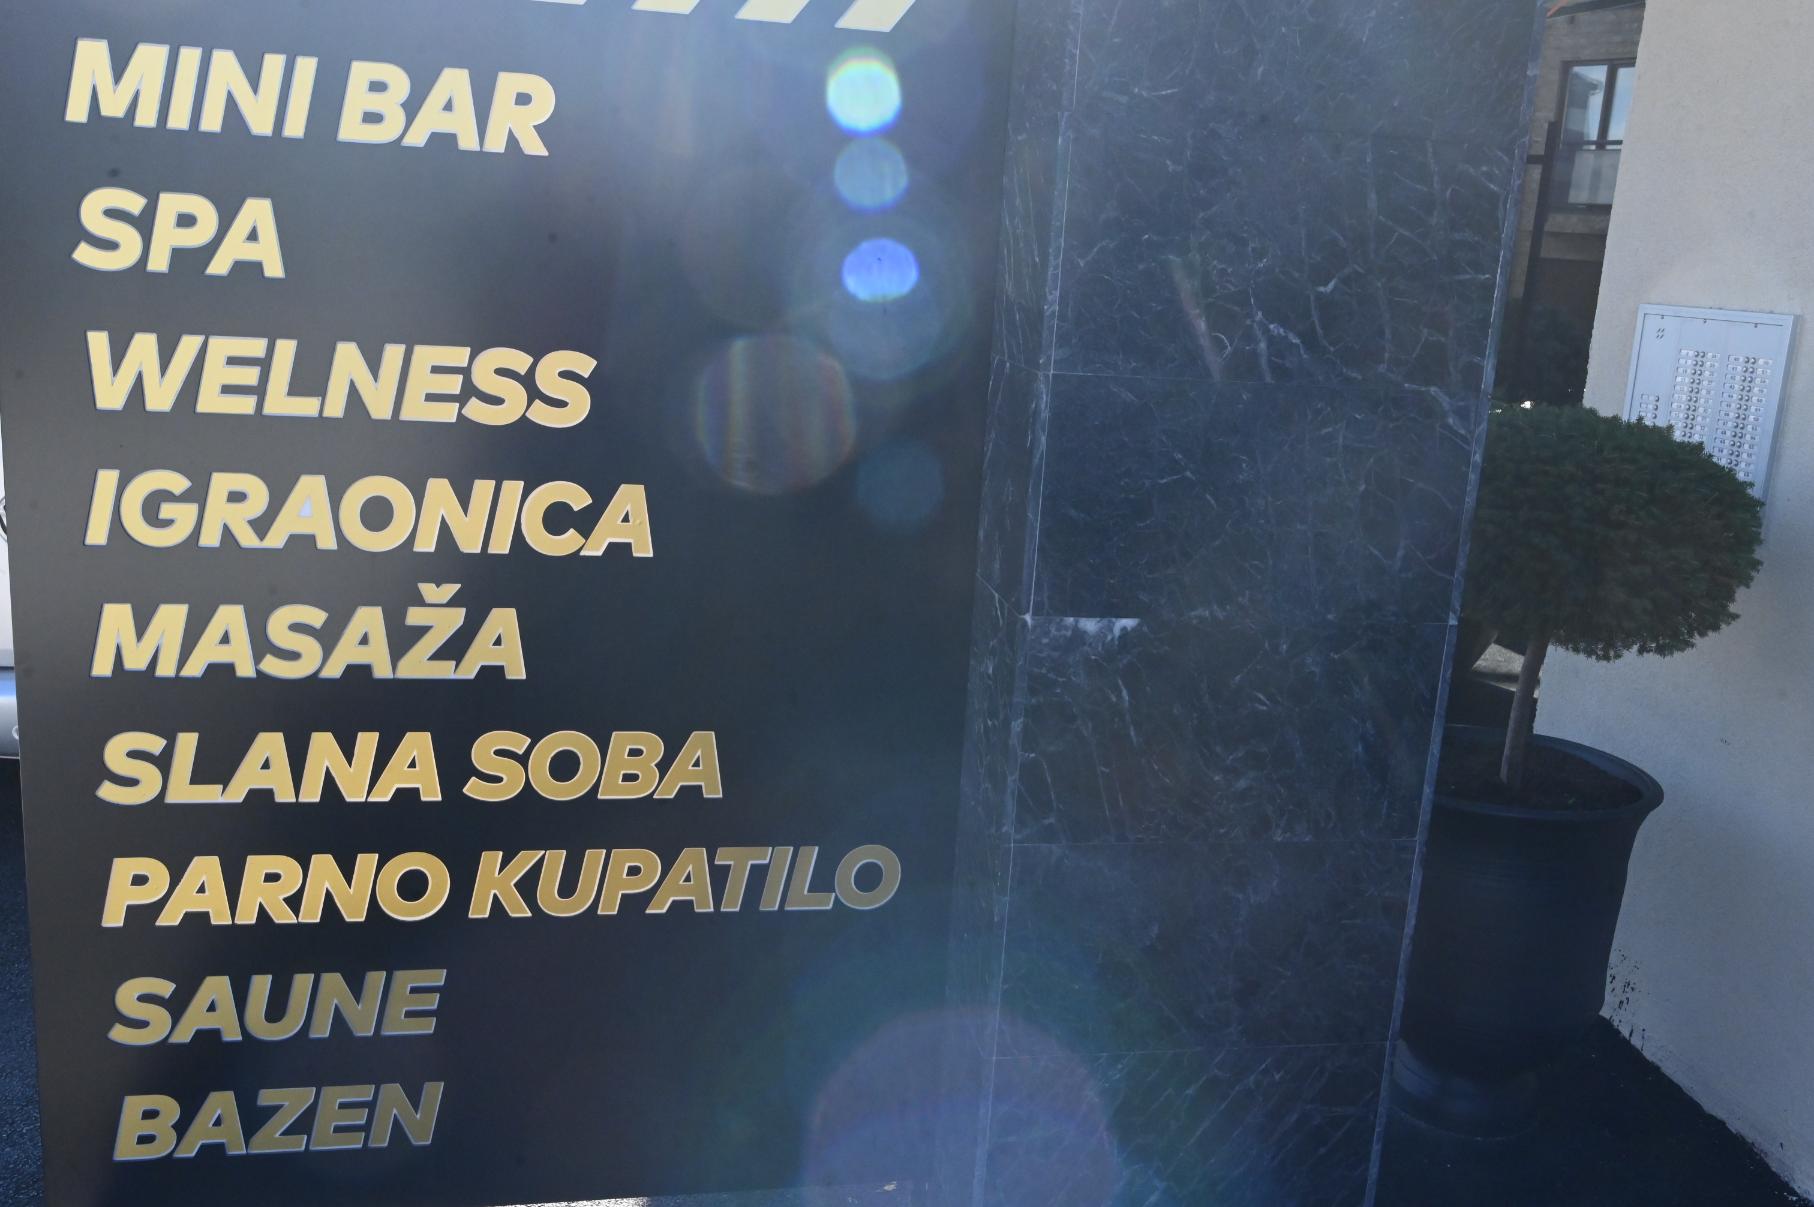 MINI BAR
SPA
WELNESS
IGRAONICA
MASAŽA
SLANA SOBA
PARNO KUPATILO
SAUNE
BAZEN